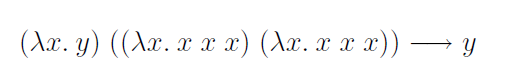 (λx. y) ((λx. x x x) (λx. x x x)) ⟶ y